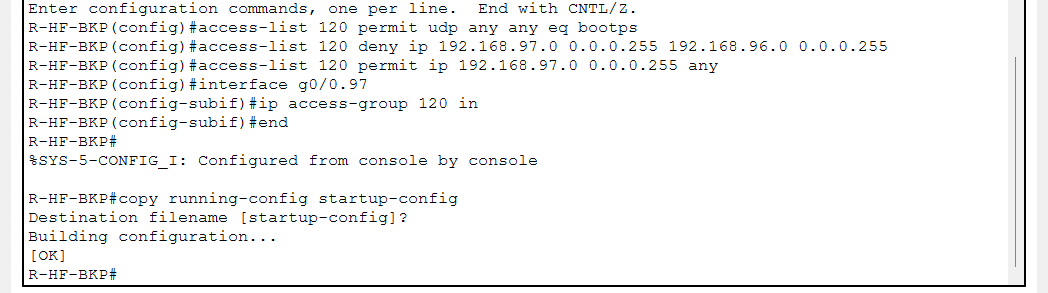 Enter configuration commands, one per line.  End with CNTL/Z.
R-HF-BKP(config)#access-list 120 permit udp any any eq bootps
R-HF-BKP(config)#access-list 120 deny ip 192.168.97.0 0.0.0.255 192.168.96.0 0.0.0.255
R-HF-BKP(config)#access-list 120 permit ip 192.168.97.0 0.0.0.255 any
R-HF-BKP(config)#interface g0/0.97
R-HF-BKP(config-subif)#ip access-group 120 in
R-HF-BKP(config-subif)#end
R-HF-BKP#
%SYS-5-CONFIG_I: Configured from console by console
R-HF-BKP#copy running-config startup-config
Destination filename [startup-config]?
Building configuration...
[OK]
R-HF-BKP#